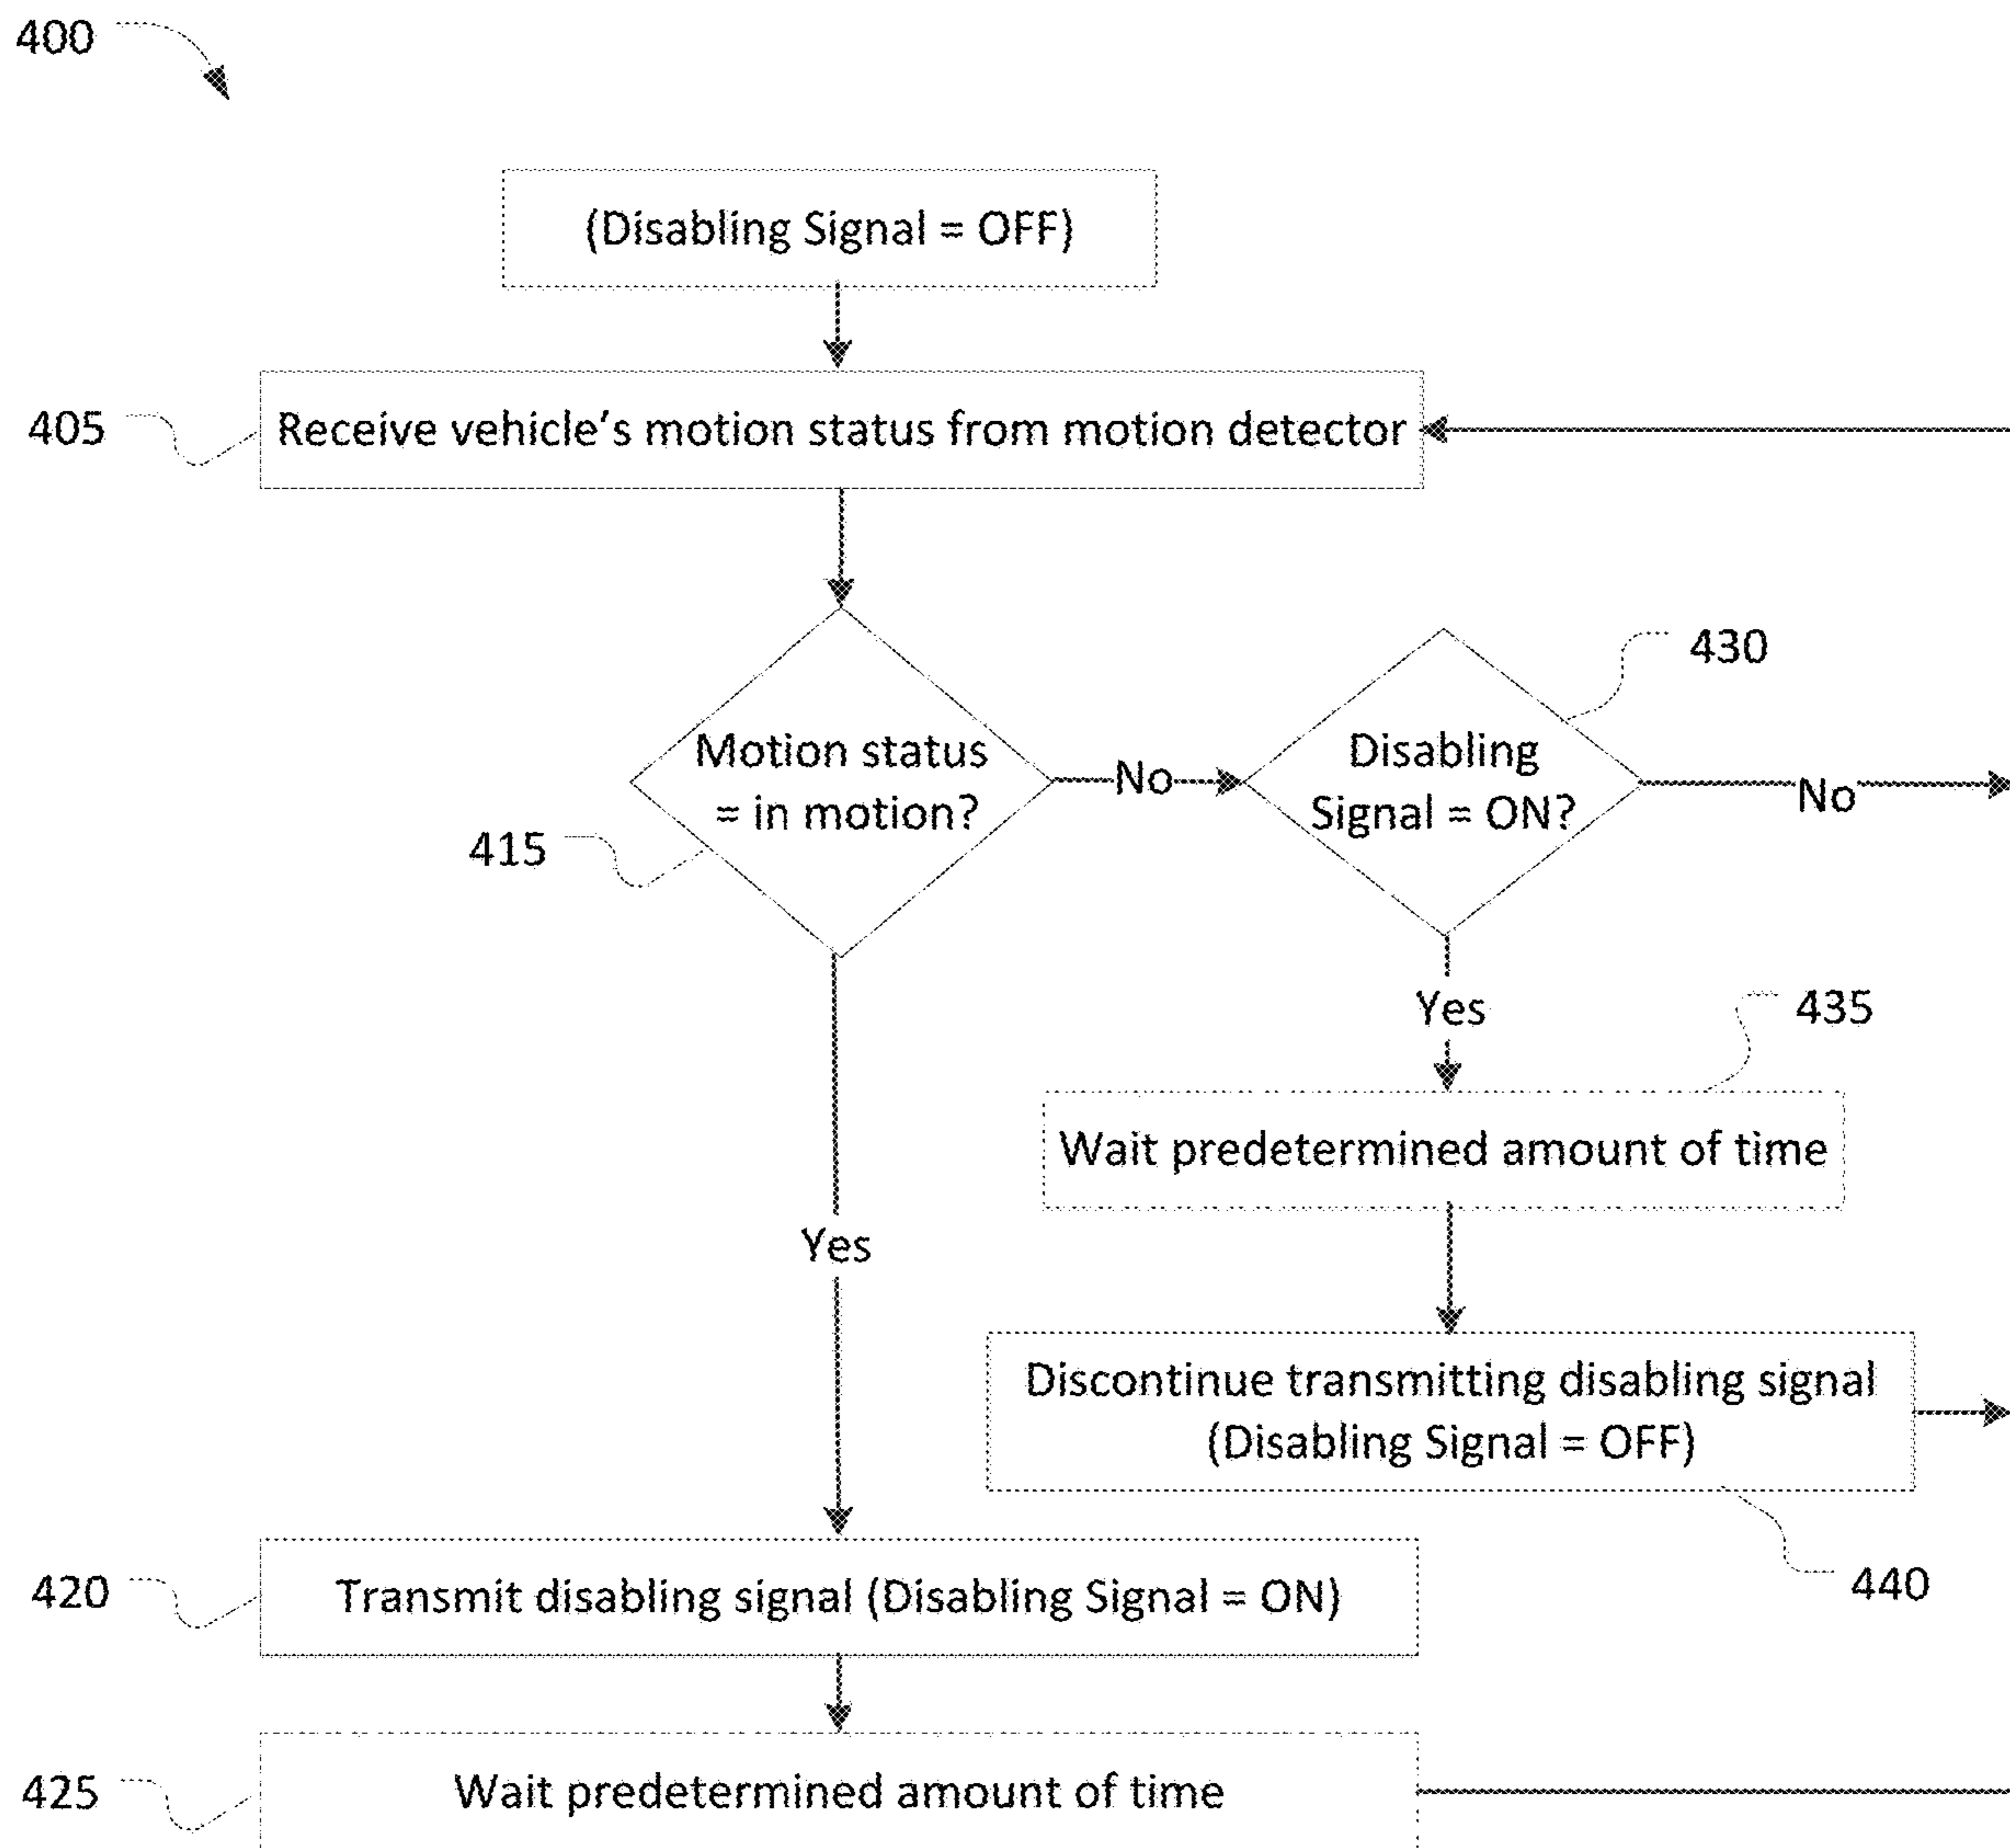 400
(Disabling Signal = OFF)
405
Receive vehicle's motion status from motion detector
430
Motion status
= in motion?
No
Disabling
Signal = ON?
No
415
Yes
435
Wait predetermined amount of time
Yes
Discontinue transmitting disabling signal
(Disabling Signal = OFF)
440
420
Transmit disabling signal (Disabling Signal = ON)
425
Wait predetermined amount of time